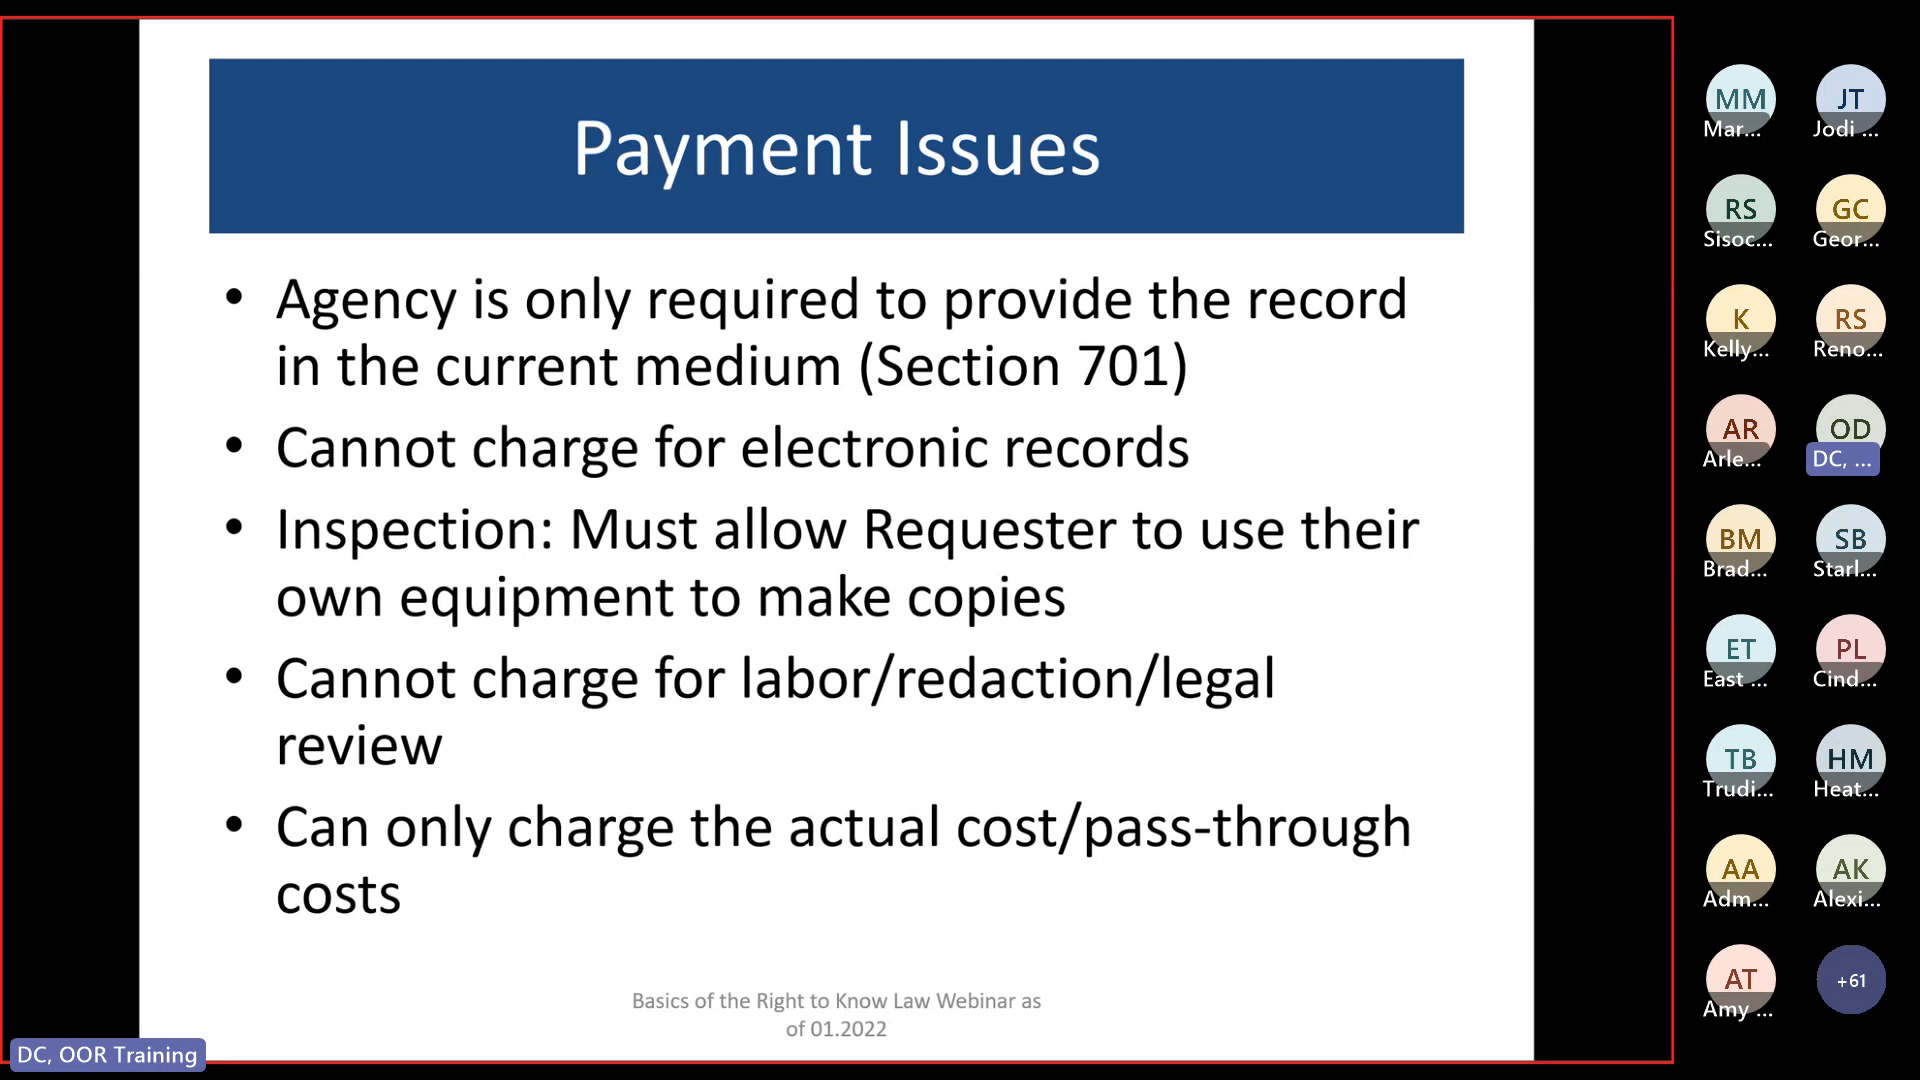 Payment Issues
• Agency is only required to provide the record
in the current medium (Section 701)
• Cannot charge for electronic records
• Inspection: Must allow Requester to use their
own equipment to make copies
• Cannot charge for labor/redaction/legal
review
• Can only charge the actual cost/pass-through
costs
Basics of the Right to Know Law Webinar as
of 01.2022
DC, OOR Training
MM
Mar...
JT
Jodi ...
RS
Sisoc...
GC
Geor...
K
Kelly...
RS
Reno...
AR
Arle...
OD
DC, ...
BM
Brad...
SB
Starl...
ET
East ...
PL
Cind...
TB
Trudi...
HM
Heat...
AA
Adm...
AK
Alexi...
AT
Amy ...
+61